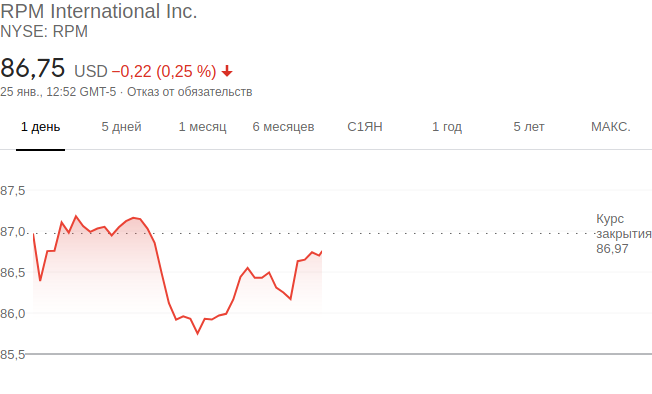 RPM International Inc.
NYSE: RPM
86,75 USD −0,22 (0,25 %)
25 янв., 12:52 GMT-5 · Отказ от обязательств
1 день 5 дней 1 месяц 6 месяцев С1ЯН 1 год 5 лет МАКС.
87,5
87,0
86,5
86,0
85,5
Курс
закрытия
86,97